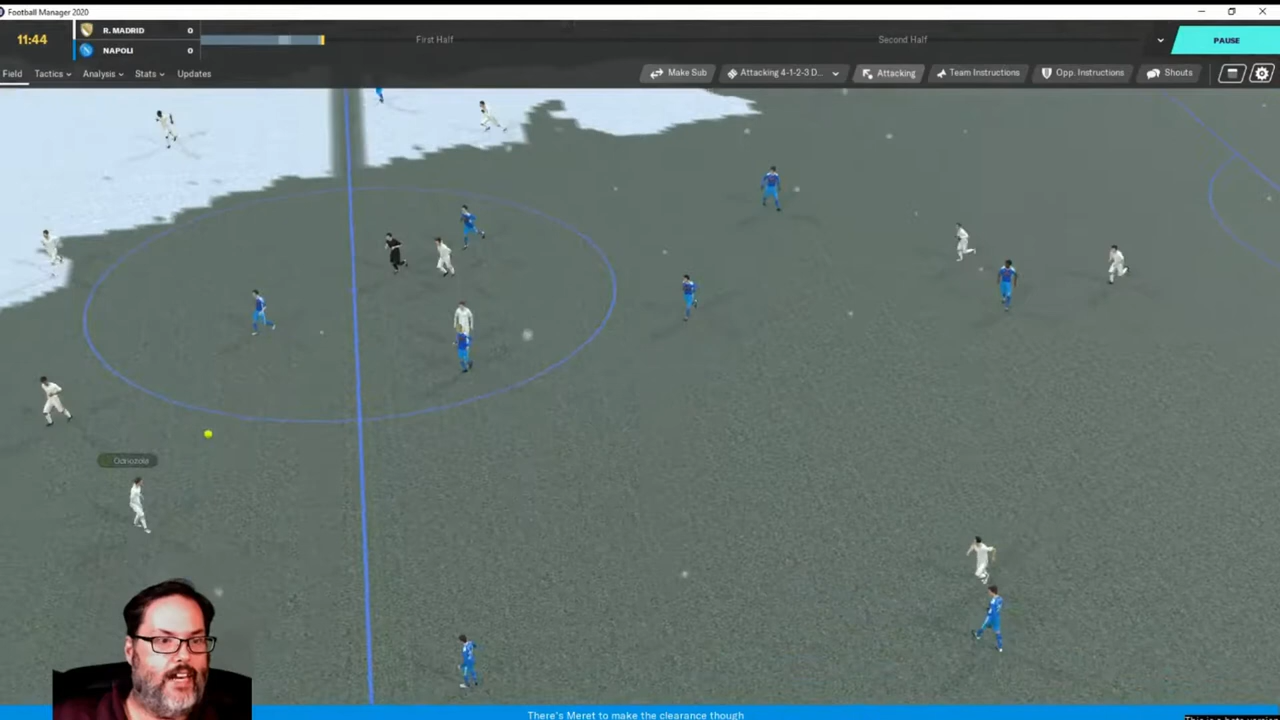 Football Manager 2020
11:44
R. MADRID 0
NAPOLI 0
First Half
Second Half
PAUSE
Field
Tactics
Analysis
Stats
Updates
Make Sub
Attacking 4-1-2-3 D...
Attacking
Team Instructions
Opp. Instructions
Shouts
Odriozola
There's Meret to make the clearance though